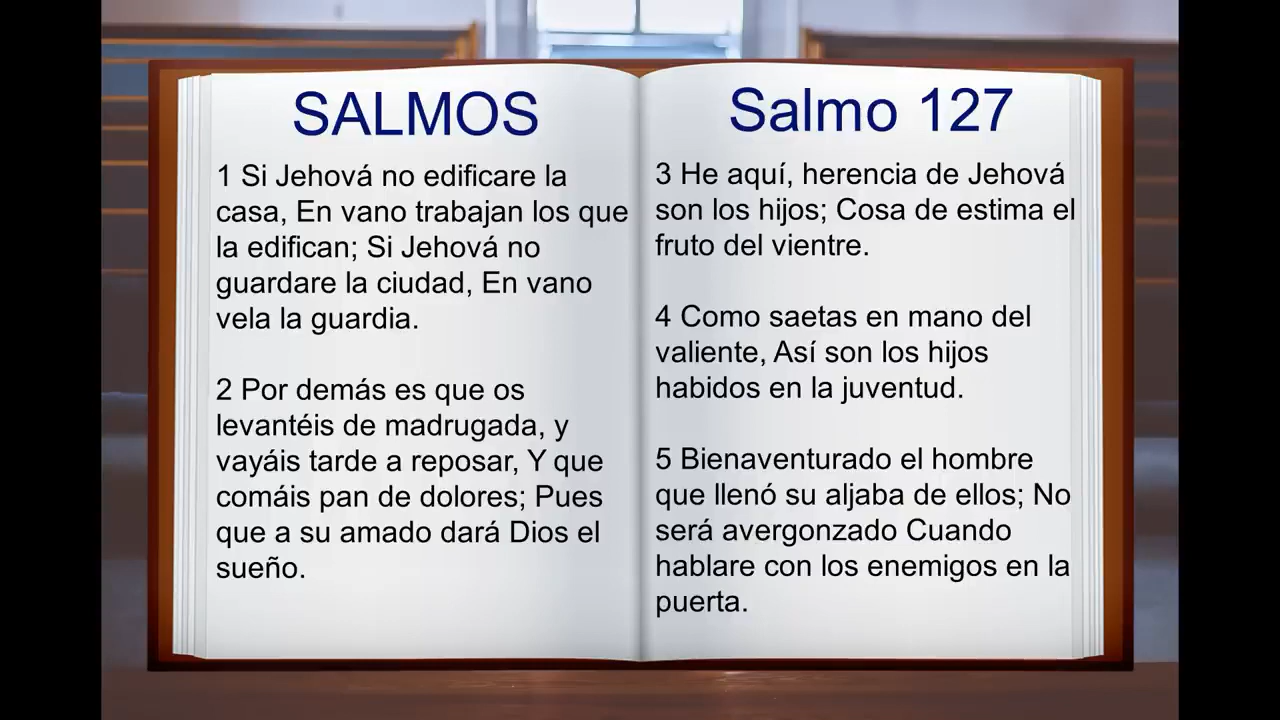 SALMOS
1 Si Jehová no edificare la
casa, En vano trabajan los que
la edifican; Si Jehová no
guardare la ciudad, En vano
vela la guardia.
2 Por demás es que os
levantéis de madrugada, y
vayáis tarde a reposar, Y que
comáis pan de dolores; Pues
que a su amado dará Dios el
sueño.
Salmo 127
3 He aquí, herencia de Jehová
son los hijos; Cosa de estima el
fruto del vientre.
4 Como saetas en mano del
valiente, Así son los hijos
habidos en la juventud.
5 Bienaventurado el hombre
que llenó su aljaba de ellos; No
será avergonzado Cuando
hablare con los enemigos en la
puerta.